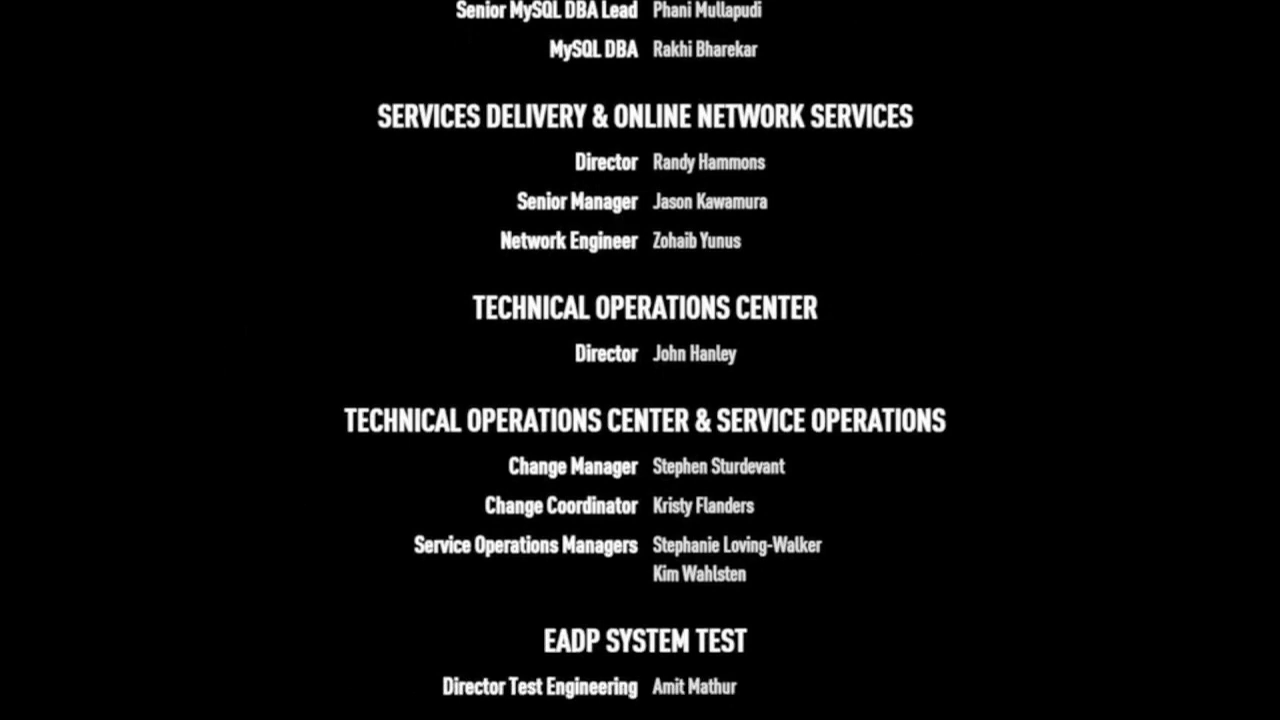 Senior MySQL DBA Lead Phani Mullapudi
MySQL DBA Rakhi Bharekar
SERVICES DELIVERY & ONLINE NETWORK SERVICES
Director Randy Hammons
Senior Manager Jason Kawamura
Network Engineer Zohaib Yunus
TECHNICAL OPERATIONS CENTER
Director John Hanley
TECHNICAL OPERATIONS CENTER & SERVICE OPERATIONS
Change Manager Stephen Sturdevant
Change Coordinator Kristy Flanders
Service Operations Managers Stephanie Loving-Walker
Kim Wahlsten
EADP SYSTEM TEST
Director Test Engineering Amit Mathur